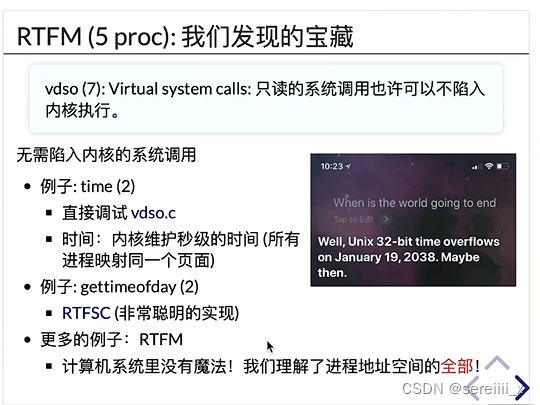 RTFM (5 proc): 我们发现的宝藏
vdso (7): Virtual system calls: 只读的系统调用也许可以不陷入
内核执行。
无需陷入内核的系统调用
• 例子: time (2)
▪ 直接调试 vdso.c
▪ 时间：内核维护秒级的时间 (所有
进程映射同一个页面)
• 例子: gettimeofday (2)
▪ RTFSC (非常聪明的实现)
• 更多的例子：RTFM
▪ 计算机系统里没有魔法！我们理解了进程地址空间的全部！
10:23
When is the world going to end
Tap to Edit
Well, Unix 32-bit time overflows
on January 19, 2038. Maybe
then.
CSDN @sereiiii_x